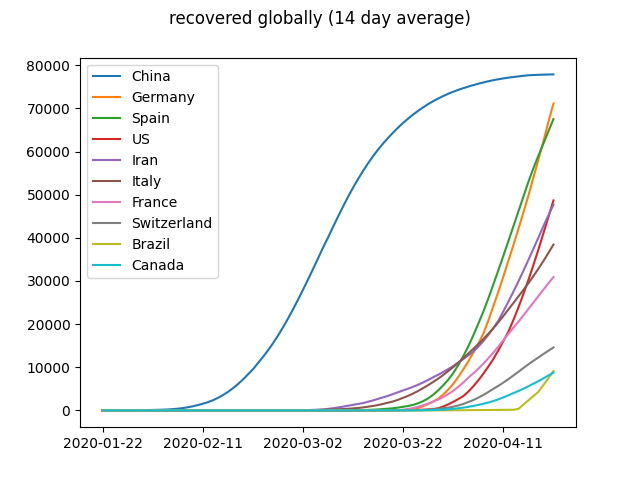 recovered globally (14 day average)
80000
70000
60000
50000
40000
30000
20000
10000
0
China
Germany
Spain
US
Iran
Italy
France
Switzerland
Brazil
Canada
2020-01-22 2020-02-11 2020-03-02 2020-03-22 2020-04-11